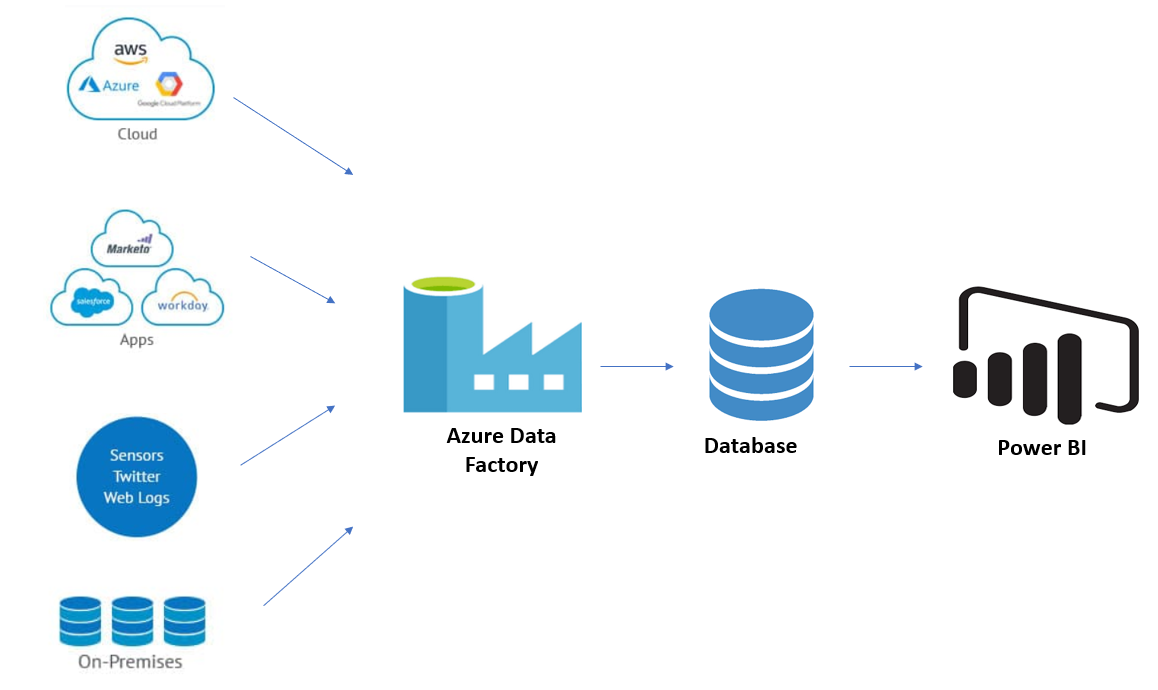 aws
Azure
Google Cloud Platform
Cloud
Marketo
salesforce
workday
Apps
Sensors
Twitter
Web Logs
On-Premises
Azure Data
Factory
Database
Power BI